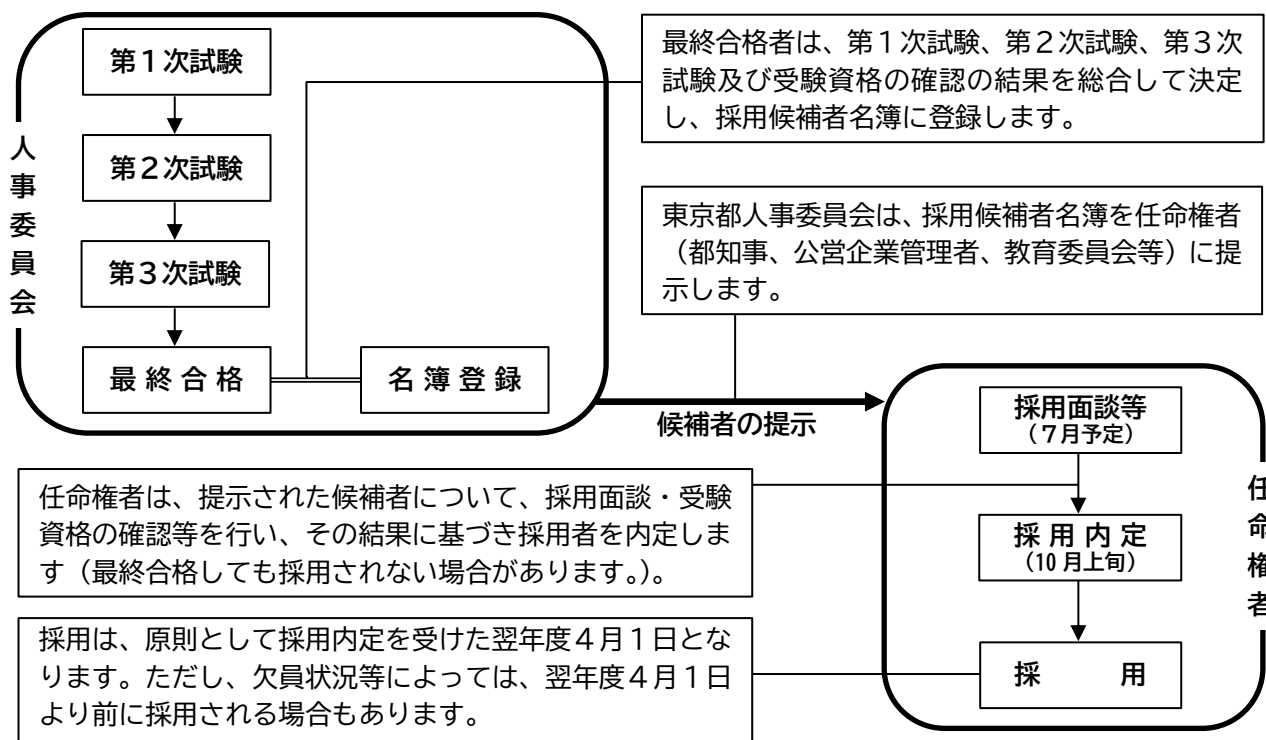 人事委員会
第１次試験
第２次試験
第３次試験
最終合格
名簿登録
最終合格者は、第１次試験、第２次試験、第３次
試験及び受験資格の確認の結果を総合して決定
し、採用候補者名簿に登録します。
東京都人事委員会は、採用候補者名簿を任命権者
（都知事、公営企業管理者、教育委員会等）に提
示します。
候補者の提示
任命権者
採用面談等
（７月予定）
採用内定
（10月上旬）
採　　用
任命権者は、提示された候補者について、採用面談・受験
資格の確認等を行い、その結果に基づき採用者を内定しま
す（最終合格しても採用されない場合があります。）。
採用は、原則として採用内定を受けた翌年度４月１日とな
ります。ただし、欠員状況等によっては、翌年度４月１日
より前に採用される場合もあります。